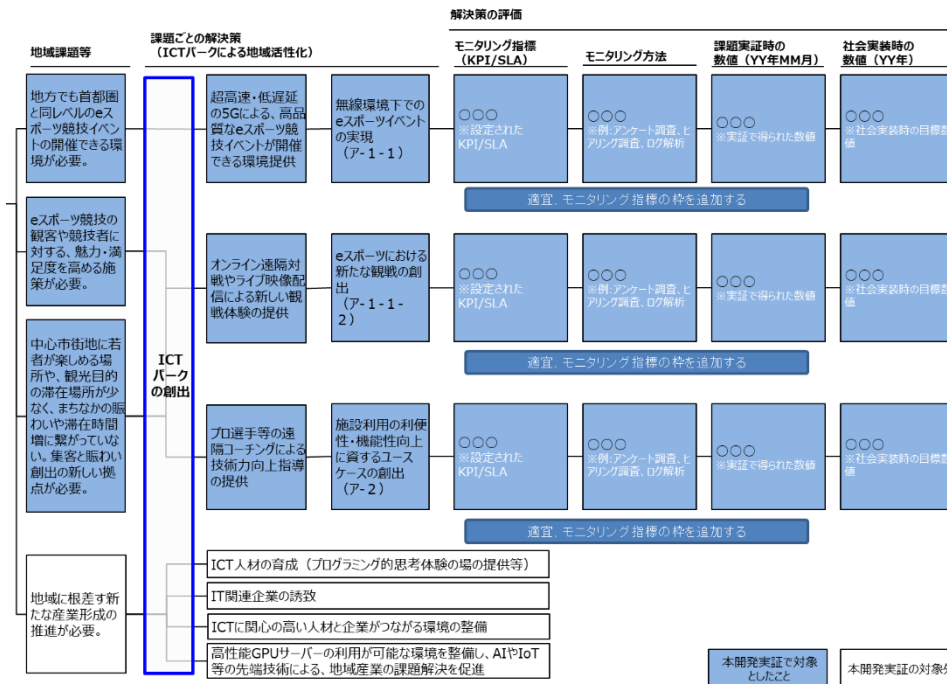 解決策の評価
地域課題等
課題ごとの解決策
(ICTパークによる地域活性化)
モニタリング指標
(KPI/SLA)
モニタリング方法
課題実証時の
数値(YY年MM月)
社会実装時の
数値(YY年)
地方でも首都圏
と同レベルのeス
ポーツ競技イベン
トの開催できる環
境が必要。
超高速・低遅延
の5Gによる、高品
質なeスポーツ競
技イベントが開催
できる環境提供
無線環境下での
eスポーツイベント
の実現
(ア-1-1)
○○○
※設定された
KPI/SLA
○○○
※例:アンケート調査、ヒ
アリング調査、ログ解析
○○○
※実証で得られた数値
○○○
※社会実装時の目標数
値
適宜、モニタリング指標の枠を追加する
eスポーツ競技の
観客や競技者に
対する、魅力・満
足度を高める施
策が必要。
オンライン遠隔対
戦やライブ映像配
信による新しい観
戦体験の提供
eスポーツにおける
新たな観戦の創
出
(ア-1-1-
2)
○○○
※設定された
KPI/SLA
○○○
※例:アンケート調査、ヒ
アリング調査、ログ解析
○○○
※実証で得られた数値
○○○
※社会実装時の目標数
値
適宜、モニタリング指標の枠を追加する
中心市街地に若
者が楽しめる場
所や、観光目的
の滞在場所が少
なく、まちなかの賑
わいや滞在時間
増に繋がっていな
い。集客と賑わい
創出の新しい拠
点が必要。
ICT
パーク
の創出
プロ選手等の遠
隔コーチングによる
技術力向上指導
の提供
施設利用の利便
性・機能性向上
に資するユース
ケースの創出
(ア-2)
○○○
※設定された
KPI/SLA
○○○
※例:アンケート調査、ヒ
アリング調査、ログ解析
○○○
※実証で得られた数値
○○○
※社会実装時の目標数
値
適宜、モニタリング指標の枠を追加する
地域に根差す新
たな産業形成の
推進が必要。
ICT人材の育成(プログラミング的思考体験の場の提供等)
IT関連企業の誘致
ICTに関心の高い人材と企業がつながる環境の整備
高性能GPUサーバーの利用が可能な環境を整備し、AIやIoT
等の先端技術による、地域産業の課題解決を促進
本開発実証で対象
としたこと
本開発実証の対象外